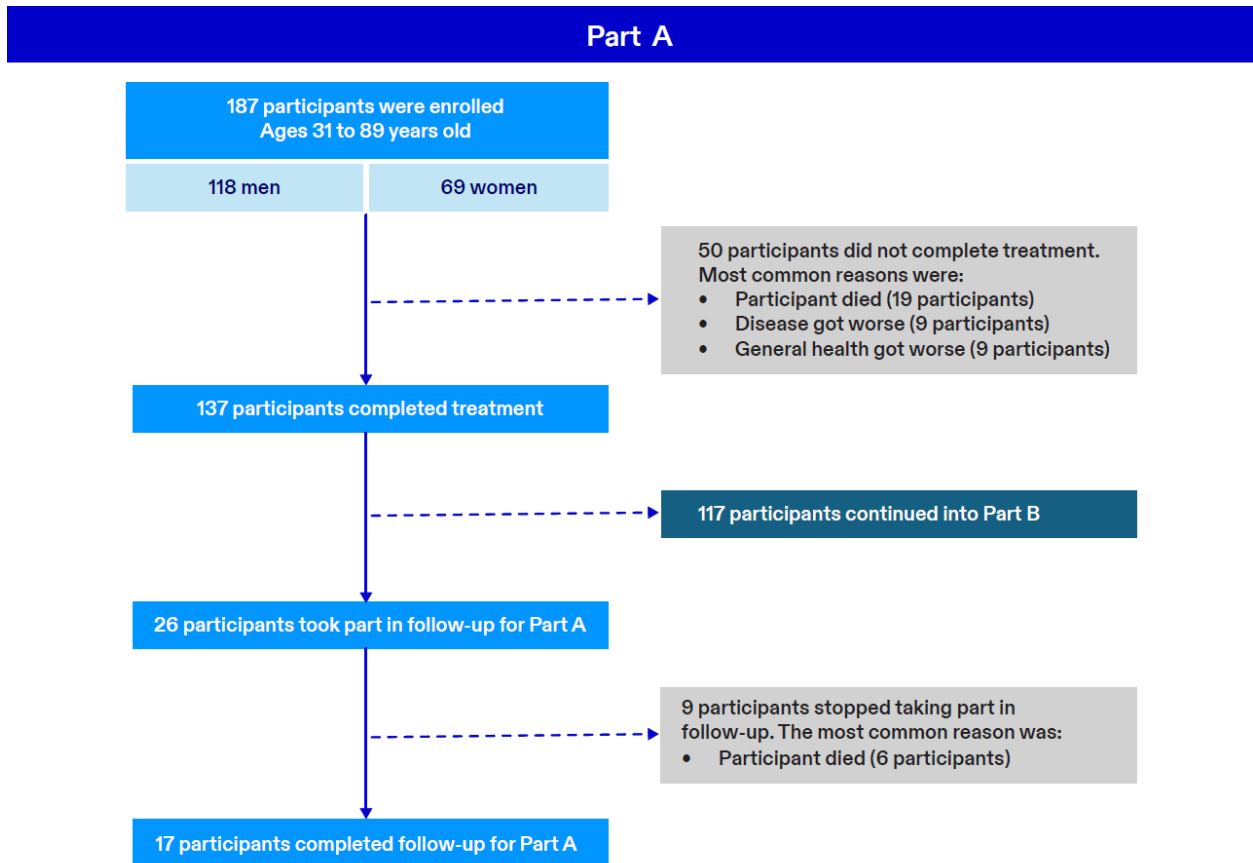 Part A
187 participants were enrolled
Ages 31 to 89 years old
118 men
69 women
50 participants did not complete treatment.
Most common reasons were:
• Participant died (19 participants)
• Disease got worse (9 participants)
• General health got worse (9 participants)
137 participants completed treatment
117 participants continued into Part B
26 participants took part in follow-up for Part A
9 participants stopped taking part in
follow-up. The most common reason was:
• Participant died (6 participants)
17 participants completed follow-up for Part A